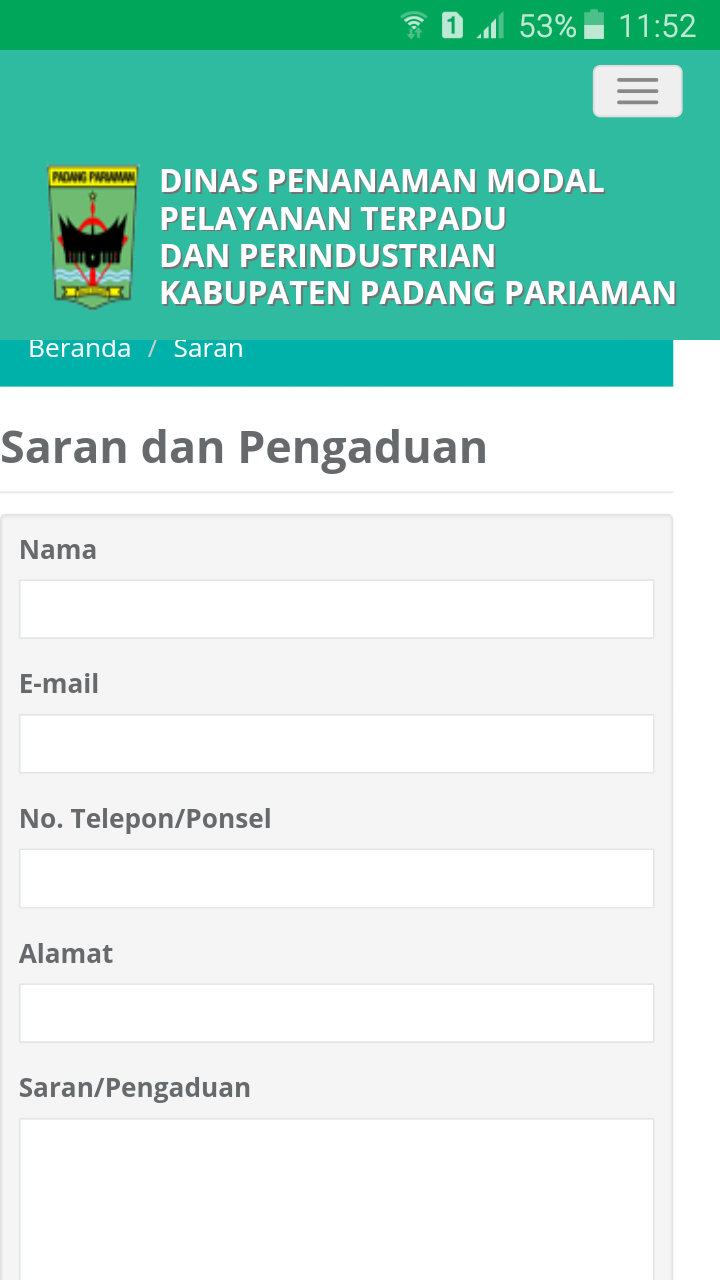 1 53% 11:52
PADANG PARIAMAN
DINAS PENANAMAN MODAL
PELAYANAN TERPADU
DAN PERINDUSTRIAN
KABUPATEN PADANG PARIAMAN
Beranda / Saran
Saran dan Pengaduan
Nama
E-mail
No. Telepon/Ponsel
Alamat
Saran/Pengaduan